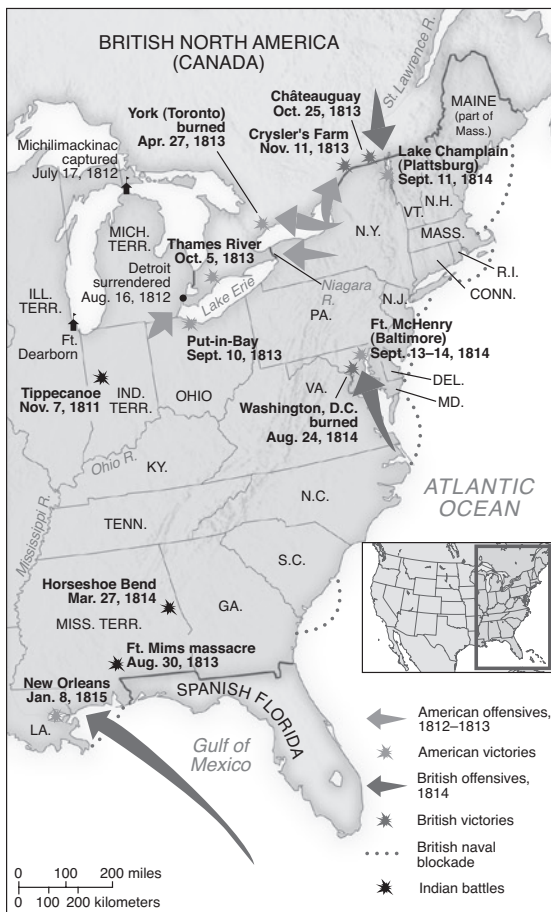 BRITISH NORTH AMERICA
(CANADA)
St. Lawrence R.
MAINE
(part of
Mass.)
Châteauguay
Oct. 25, 1813
York (Toronto)
burned
Apr. 27, 1813
Crysler's Farm
Nov. 11, 1813
Lake Champlain
(Plattsburg)
Sept. 11, 1814
Michilimackinac
captured
July 17, 1812
VT.
N.H.
MICH.
TERR.
N.Y.
MASS.
Thames River
Oct. 5, 1813
R.I.
CONN.
Detroit
surrendered
Aug. 16, 1812
Lake Erie
Niagara
R.
ILL.
TERR.
N.J.
PA.
Ft.
Dearborn
Put-in-Bay
Sept. 10, 1813
Ft. McHenry
(Baltimore)
Sept. 13–14, 1814
Tippecanoe
Nov. 7, 1811
IND.
TERR.
OHIO
VA.
DEL.
MD.
Washington, D.C.
burned
Aug. 24, 1814
Ohio R.
KY.
Mississippi R.
N.C.
ATLANTIC
OCEAN
TENN.
S.C.
Horseshoe Bend
Mar. 27, 1814
GA.
MISS. TERR.
Ft. Mims massacre
Aug. 30, 1813
New Orleans
Jan. 8, 1815
SPANISH FLORIDA
LA.
Gulf of
Mexico
American offensives,
1812–1813
American victories
British offensives,
1814
British victories
British naval
blockade
Indian battles
0 100 200 miles
0 100 200 kilometers